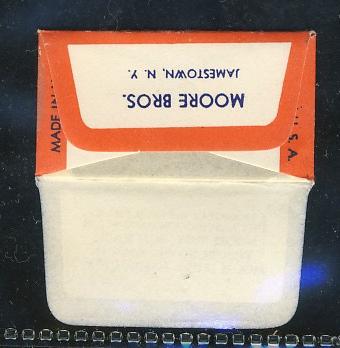 MOORE BROS.
JAMESTOWN, N. Y.
MADE IN
U. S. A.